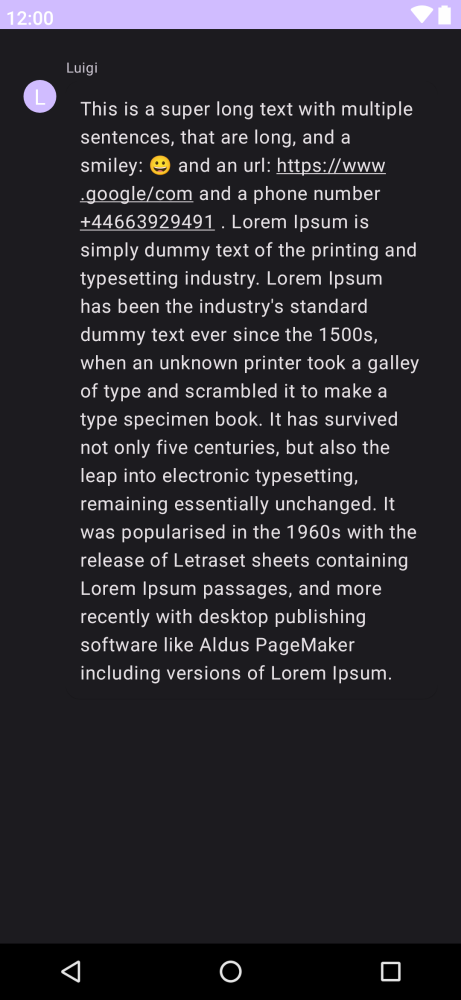 12:00
Luigi
L
This is a super long text with multiple
sentences, that are long, and a
smiley: 😀 and an url: https://www
.google/com and a phone number
+44663929491 . Lorem Ipsum is
simply dummy text of the printing and
typesetting industry. Lorem Ipsum
has been the industry's standard
dummy text ever since the 1500s,
when an unknown printer took a galley
of type and scrambled it to make a
type specimen book. It has survived
not only five centuries, but also the
leap into electronic typesetting,
remaining essentially unchanged. It
was popularised in the 1960s with the
release of Letraset sheets containing
Lorem Ipsum passages, and more
recently with desktop publishing
software like Aldus PageMaker
including versions of Lorem Ipsum.